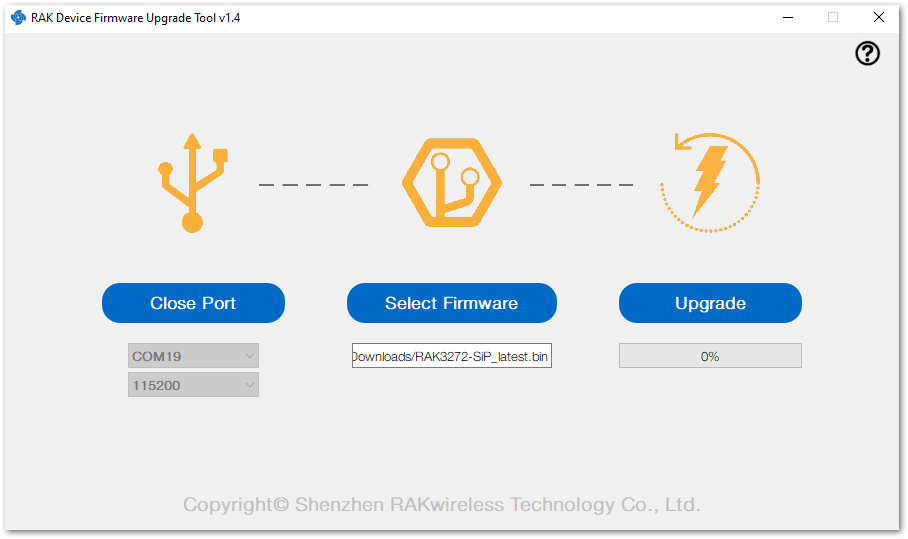 RAK Device Firmware Upgrade Tool v1.4
Close Port
Select Firmware
Upgrade
COM19
Downloads/RAK3272-SiP_latest.bin
0%
115200
Copyright© Shenzhen RAKwireless Technology Co., Ltd.